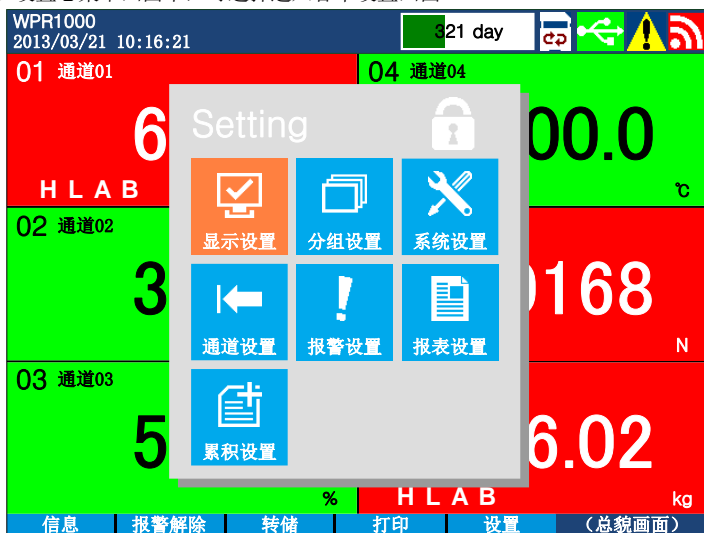 WPR1000
2013/03/21 10:16:21
321 day
01 通道01
6
H L A B
04 通道04
00.0
℃
02 通道02
3
168
N
03 通道03
5
%
6.02
H L A B
kg
Setting
显示设置
分组设置
系统设置
通道设置
报警设置
报表设置
累积设置
信息
报警解除
转储
打印
设置
(总貌画面)